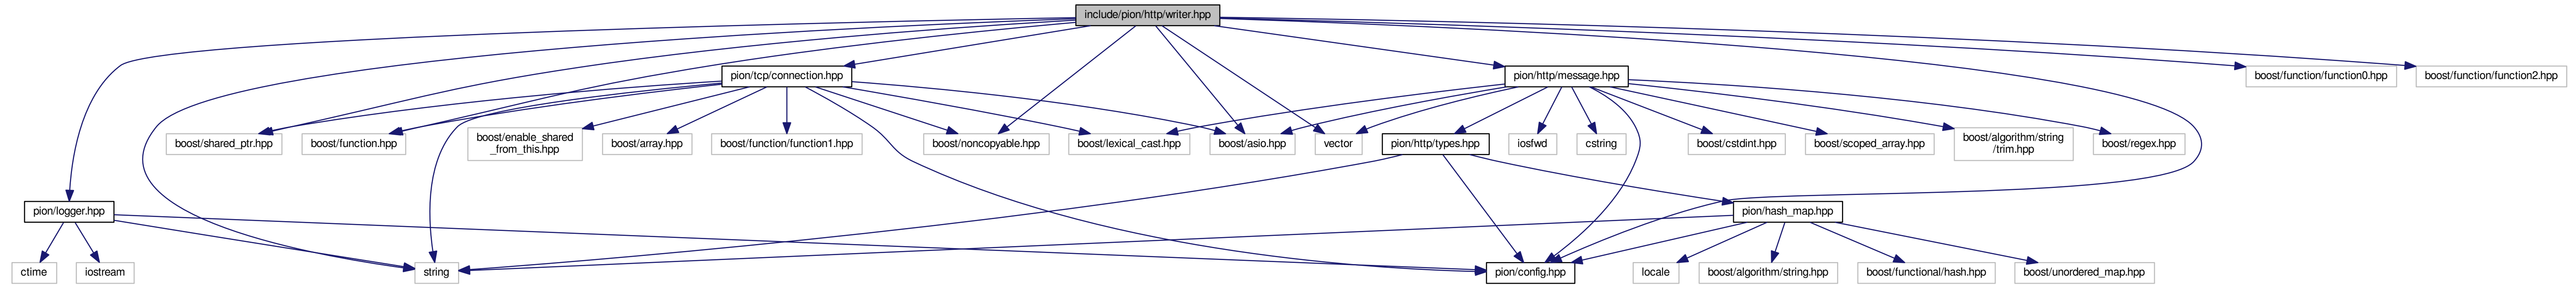 include/pion/http/writer.hpp
pion/tcp/connection.hpp
pion/http/message.hpp
boost/function/function0.hpp
boost/function/function2.hpp
boost/shared_ptr.hpp
boost/function.hpp
boost/enable_shared
_from_this.hpp
boost/array.hpp
boost/function/function1.hpp
boost/noncopyable.hpp
boost/lexical_cast.hpp
boost/asio.hpp
vector
pion/http/types.hpp
iosfwd
cstring
boost/cstdint.hpp
boost/scoped_array.hpp
boost/algorithm/string
/trim.hpp
boost/regex.hpp
pion/logger.hpp
pion/hash_map.hpp
ctime
iostream
string
pion/config.hpp
locale
boost/algorithm/string.hpp
boost/functional/hash.hpp
boost/unordered_map.hpp